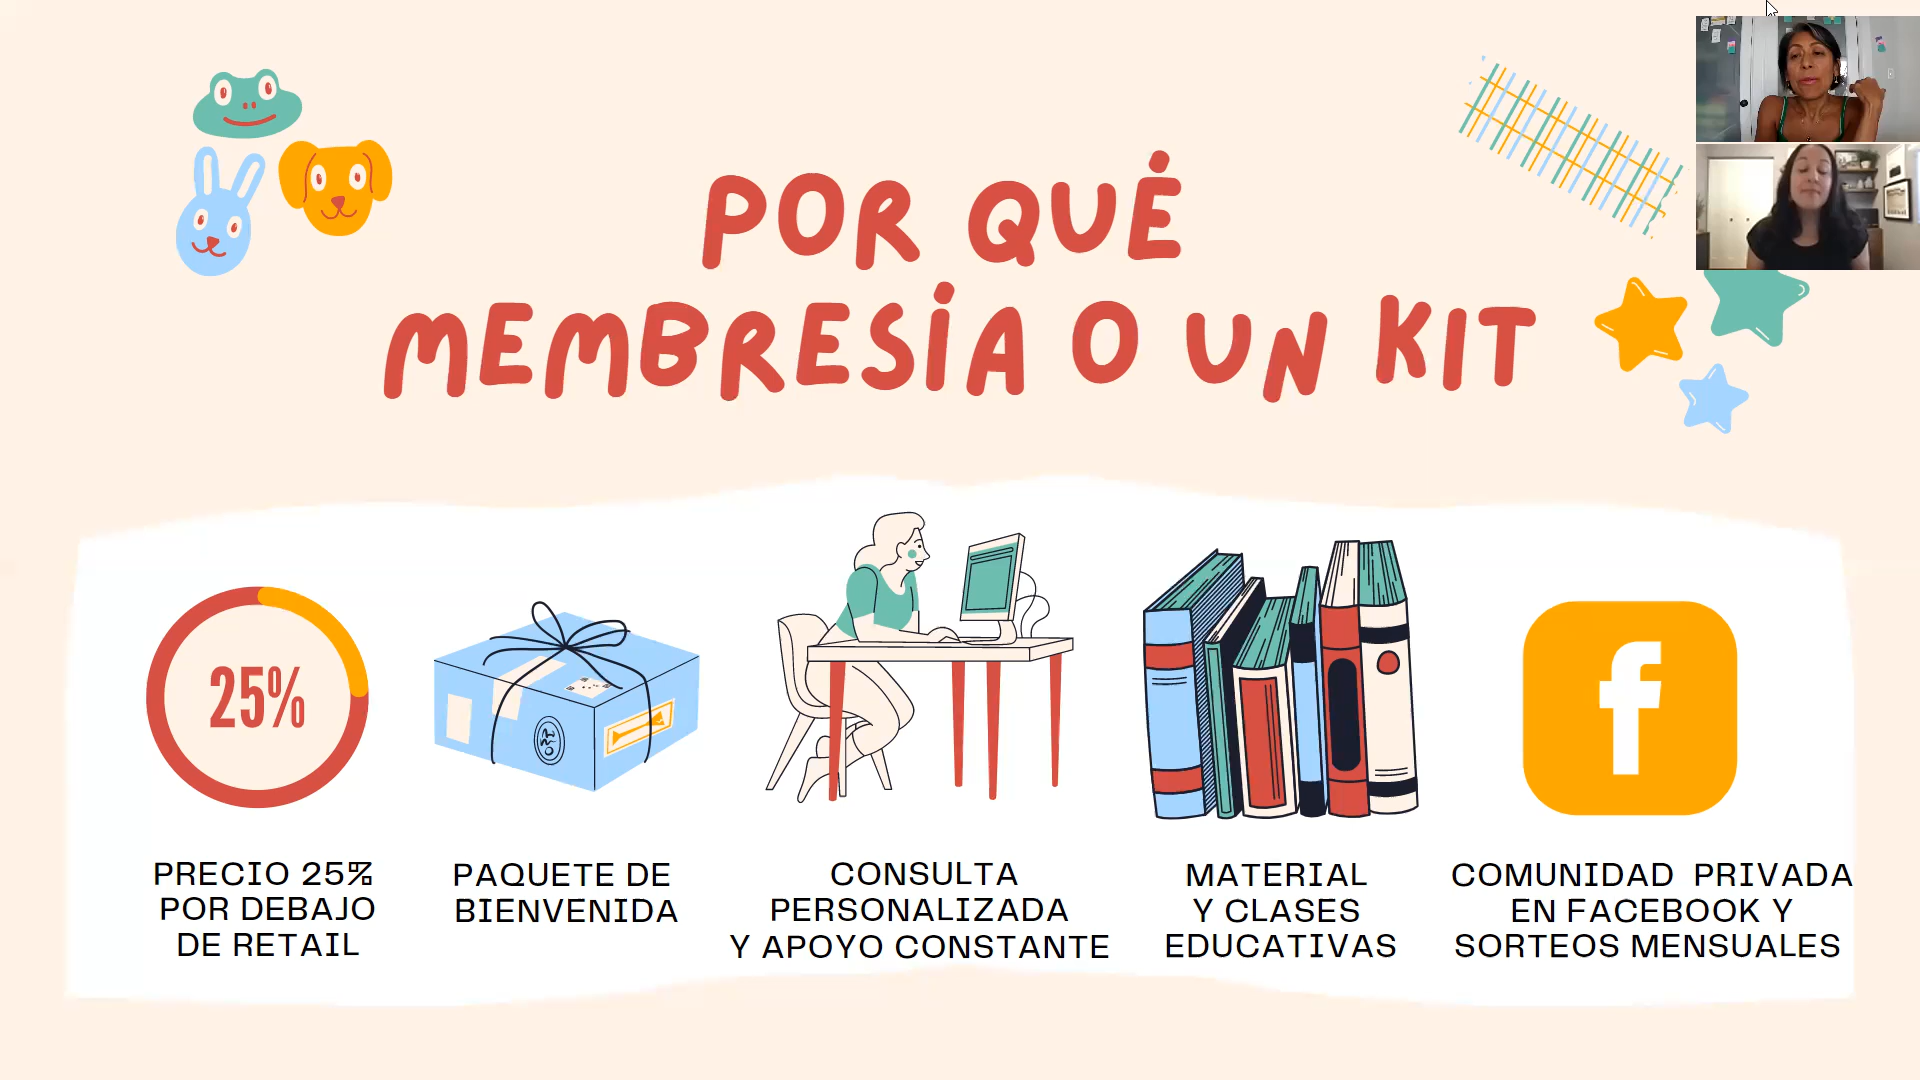 POR QUÉ
MEMBRESÍA O UN KIT
25%
PRECIO 25%
POR DEBAJO
DE RETAIL
PAQUETE DE
BIENVENIDA
CONSULTA
PERSONALIZADA
Y APOYO CONSTANTE
MATERIAL
Y CLASES
EDUCATIVAS
f
COMUNIDAD PRIVADA
EN FACEBOOK Y
SORTEOS MENSUALES